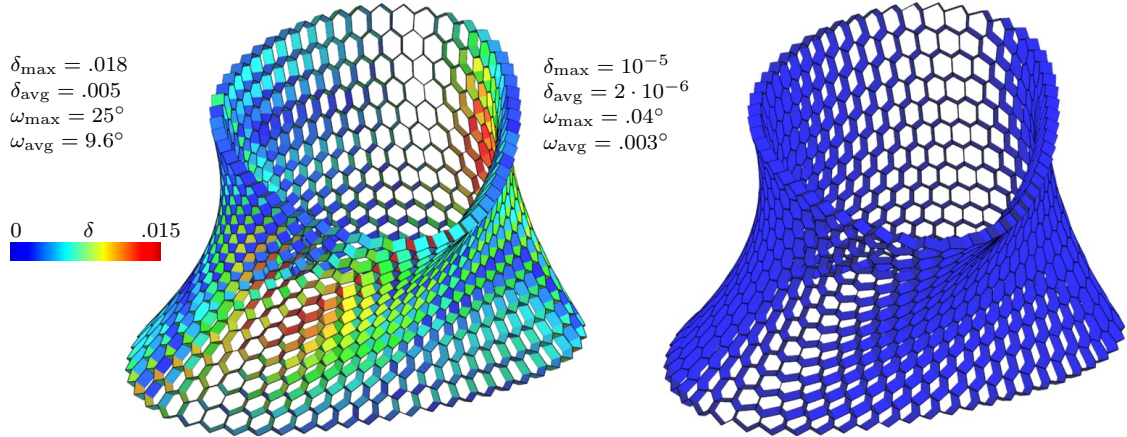 δmax = .018
δavg = .005
ωmax = 25°
ωavg = 9.6°
0 δ .015
δmax = 10⁻⁵
δavg = 2 · 10⁻⁶
ωmax = .04°
ωavg = .003°